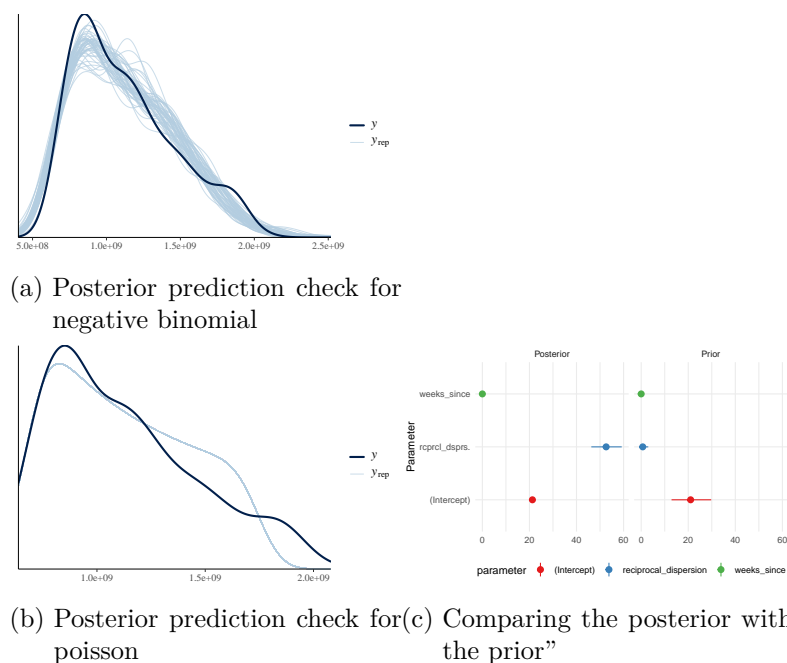 y
y rep
5.0e+08 1.0e+09 1.5e+09 2.0e+09 2.5e+09
(a) Posterior prediction check for
negative binomial
y
y rep
1.0e+09 1.5e+09 2.0e+09
(b) Posterior prediction check for
poisson
Posterior Prior
Parameter
weeks_since
rcprcl_dsprs.
(Intercept)
0 20 40 60 0 20 40 60
parameter (Intercept) reciprocal_dispersion weeks_since
(c) Comparing the posterior with
the prior”